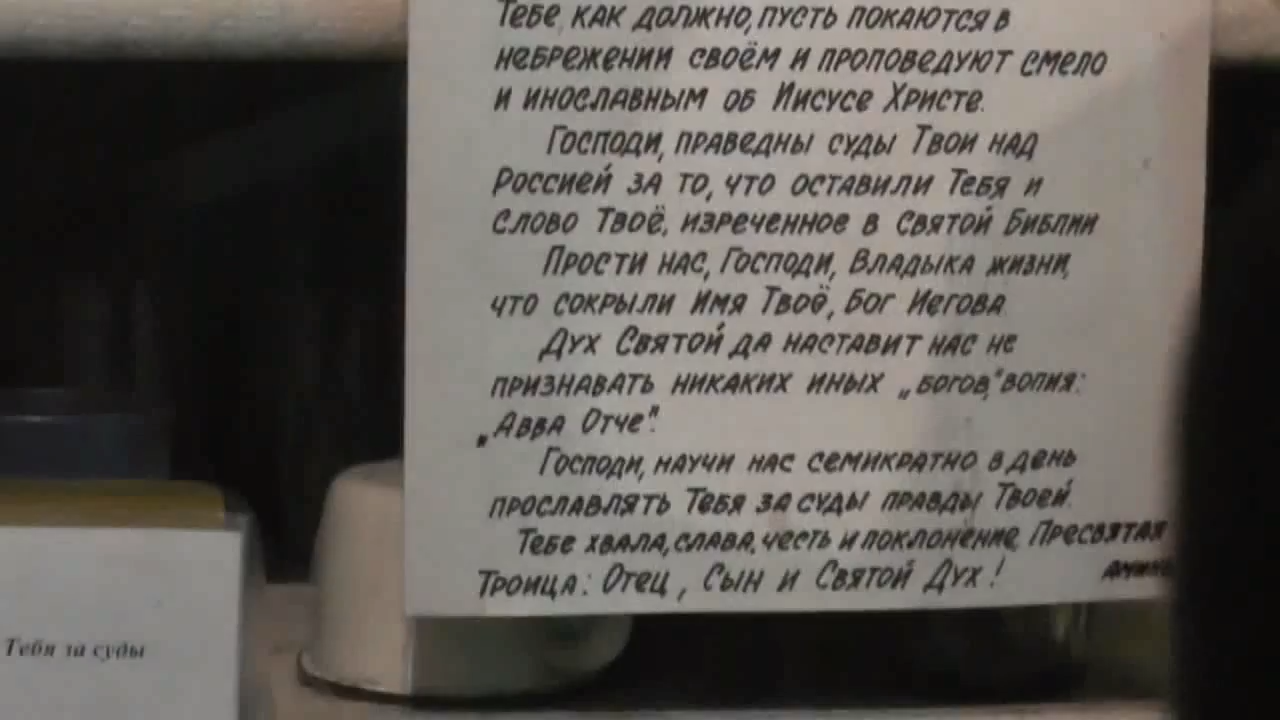 Тебе, как должно, пусть покаются в
небрежении своём и проповедуют смело
и инославным об Иисусе Христе.
Господи, праведны суды Твои над
Россией за то, что оставили Тебя и
Слово Твоё, изреченное в Святой Библии
Прости нас, Господи, Владыка жизни,
что сокрыли Имя Твоё, Бог Иегова
Дух Святой да наставит нас не
признавать никаких иных „богов,“ вопия:
„Авва Отче“.
Господи, научи нас семикратно в день
прославлять Тебя за суды правды Твоей.
Тебе хвала, слава, честь и поклонение, Пресвятая
Троица: Отец, Сын и Святой Дух!
Тебя за суды